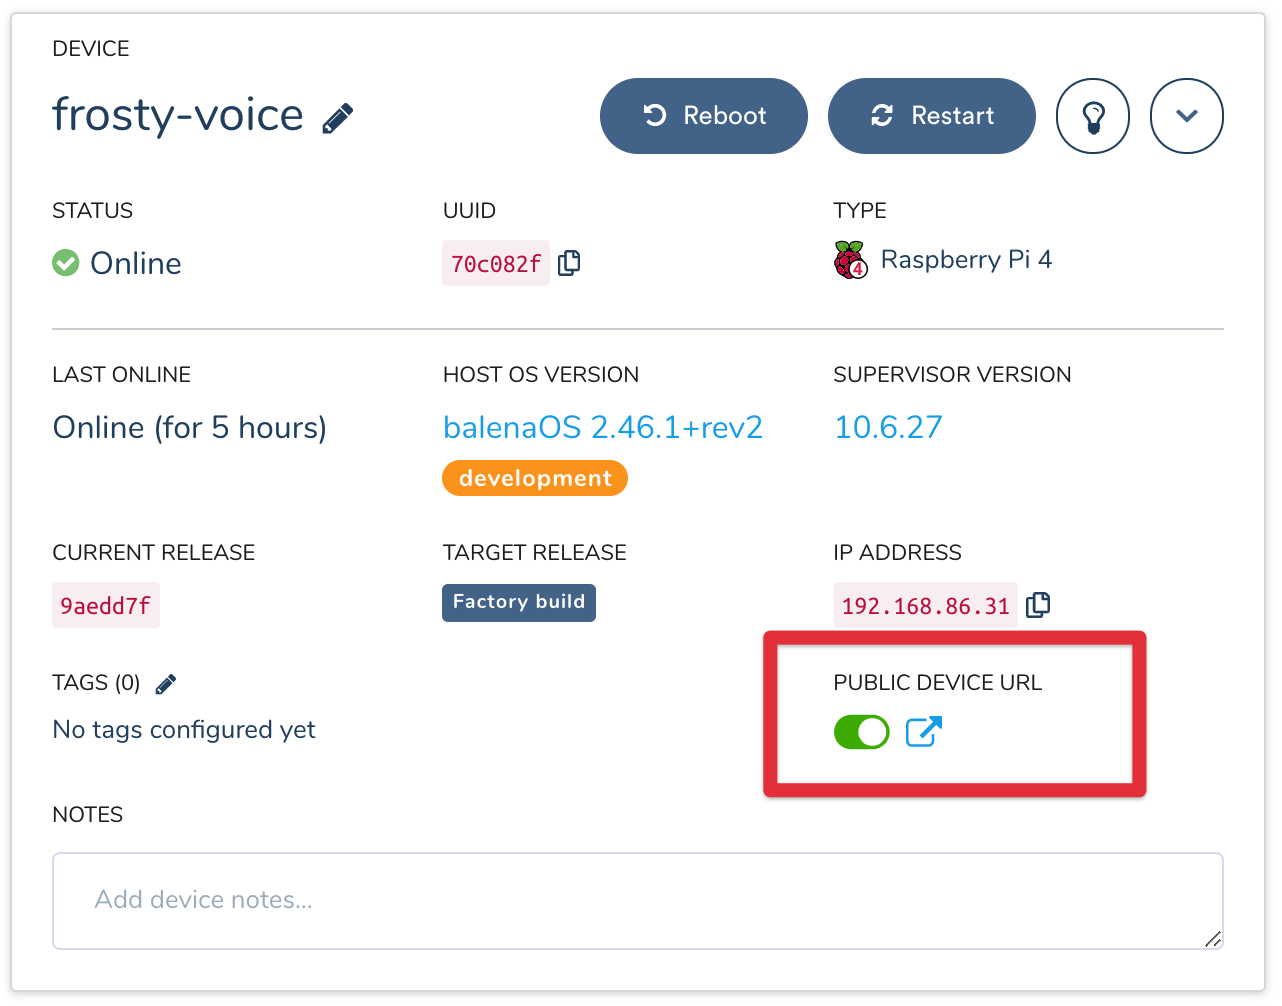 DEVICE
frosty-voice
Reboot
Restart
STATUS
UUID
TYPE
Online
70c082f
4
Raspberry Pi 4
LAST ONLINE
HOST OS VERSION
SUPERVISOR VERSION
Online (for 5 hours)
balenaOS 2.46.1+rev2
10.6.27
development
CURRENT RELEASE
TARGET RELEASE
IP ADDRESS
9aedd7f
Factory build
192.168.86.31
TAGS (0)
PUBLIC DEVICE URL
No tags configured yet
NOTES
Add device notes...